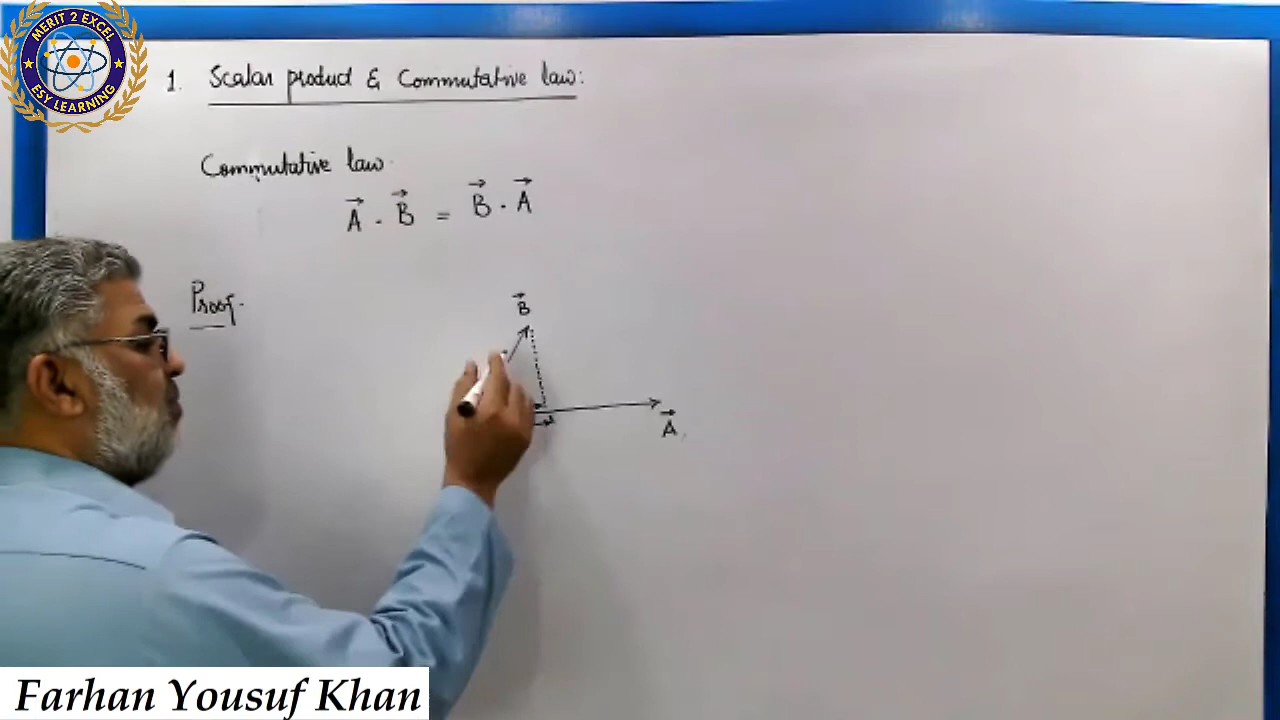 MERIT 2 EXCEL
ESY LEARNING
1. Scalar product & Commutative law:
Commutative law.
A⃗ . B⃗ = B⃗ . A⃗
Proof.
B⃗
A⃗
Farhan Yousuf Khan